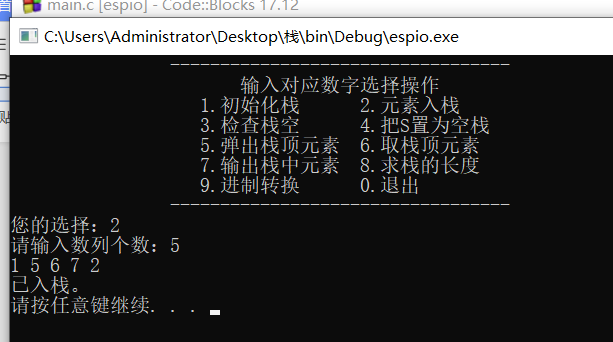 main.c [espio] - Code::Blocks 17.12
C:\Users\Administrator\Desktop\栈\bin\Debug\espio.exe
----------------------------------
输入对应数字选择操作
1.初始化栈 2.元素入栈
3.检查栈空 4.把S置为空栈
5.弹出栈顶元素 6.取栈顶元素
7.输出栈中元素 8.求栈的长度
9.进制转换 0.退出
----------------------------------
您的选择：2
请输入数列个数：5
1 5 6 7 2
已入栈。
请按任意键继续. . .